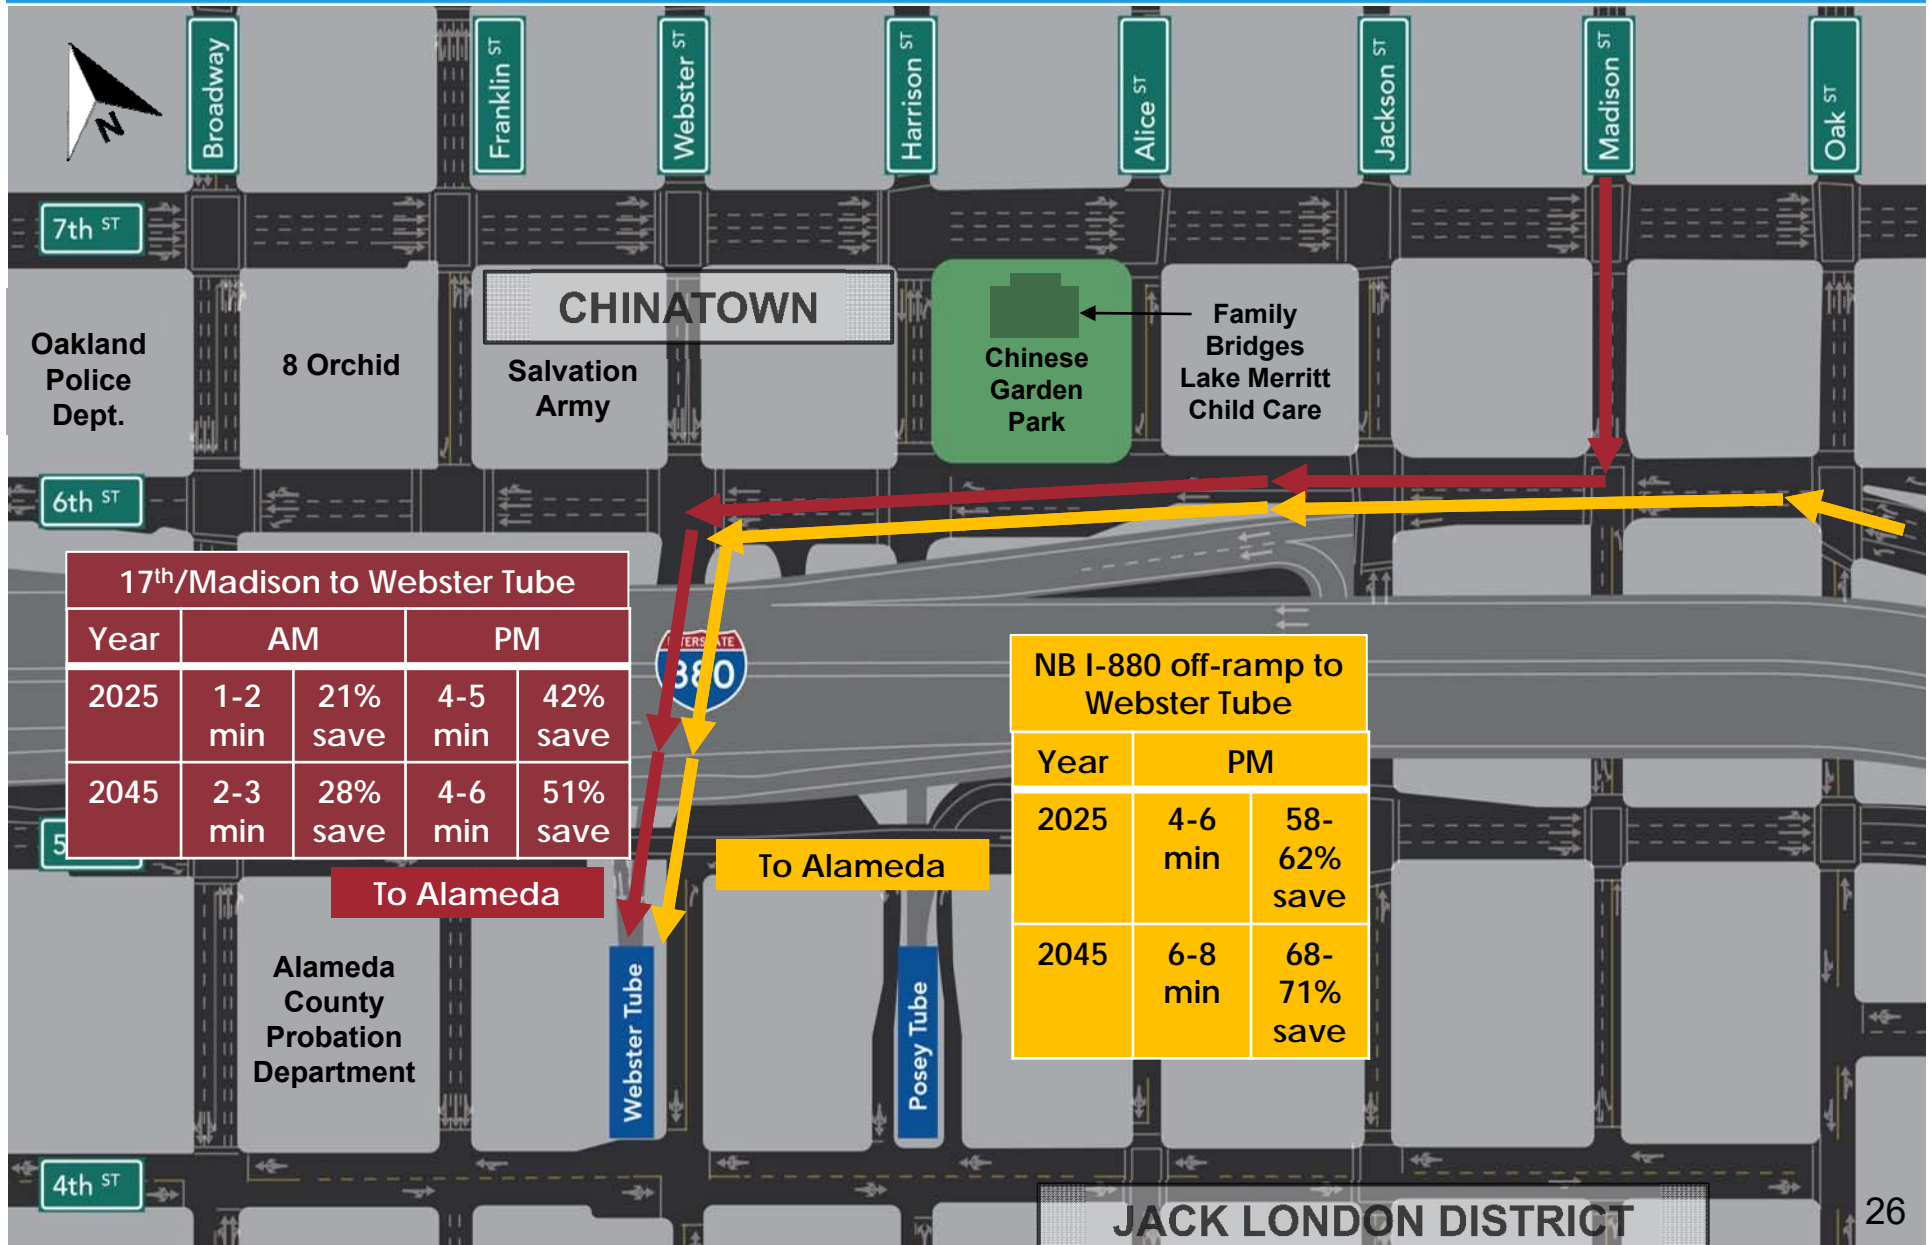 Broadway
Franklin ST
Webster ST
Harrison ST
Alice ST
Jackson ST
Madison ST
Oak ST
N
7th ST
CHINATOWN
Oakland
Police
Dept.
8 Orchid
Salvation
Army
Chinese
Garden
Park
Family
Bridges
Lake Merritt
Child Care
6th ST
17th/Madison to Webster Tube
Year AM PM
2025 1-2 min 21% save 4-5 min 42% save
2045 2-3 min 28% save 4-6 min 51% save
INTERSTATE
880
NB I-880 off-ramp to
Webster Tube
Year PM
2025 4-6 min 58-62% save
2045 6-8 min 68-71% save
5
To Alameda
To Alameda
Alameda
County
Probation
Department
Webster Tube
Posey Tube
4th ST
JACK LONDON DISTRICT
26